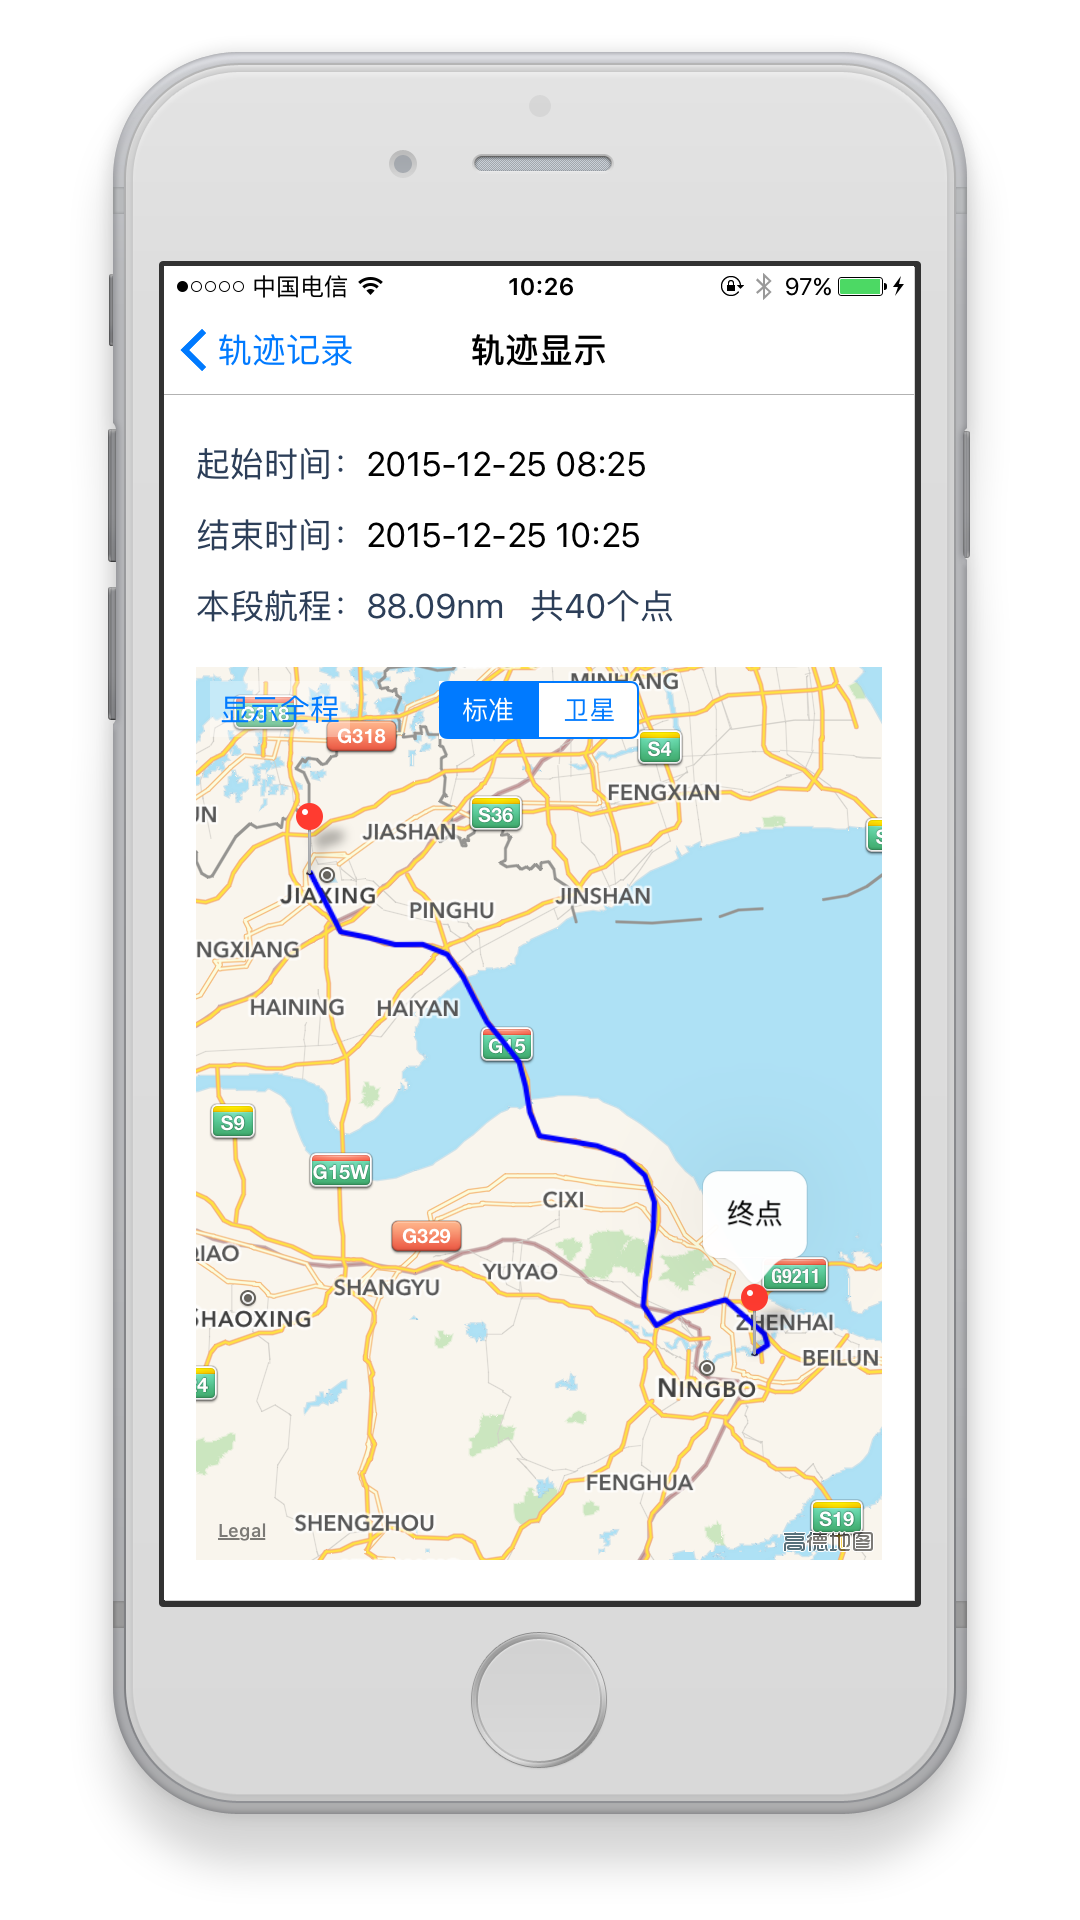 中国电信 10:26 97%
轨迹记录 轨迹显示
起始时间：2015-12-25 08:25
结束时间：2015-12-25 10:25
本段航程：88.09nm 共40个点
MINHANG
显示全程 标准 卫星
G318
G318
S4
FENGXIAN
UN
S36
JIASHAN
S
JIAXING
JINSHAN
PINGHU
NGXIANG
HAINING
HAIYAN
G15
S9
G15W
CIXI
终点
G329
QIAO
YUYAO
G9211
SHANGYU
SHAOXING
ZHENHAI
BEILUN
4
NINGBO
FENGHUA
S19
SHENGZHOU
Legal
高德地图